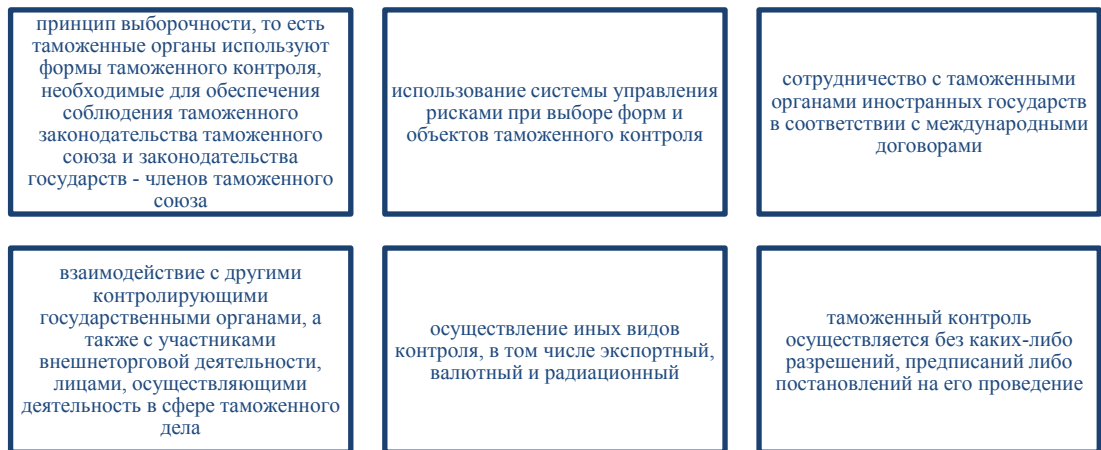 принцип выборочности, то есть
таможенные органы используют
формы таможенного контроля,
необходимые для обеспечения
соблюдения таможенного
законодательства таможенного
союза и законодательства
государств - членов таможенного
союза
использование системы управления
рисками при выборе форм и
объектов таможенного контроля
сотрудничество с таможенными
органами иностранных государств
в соответствии с международными
договорами
взаимодействие с другими
контролирующими
государственными органами, а
также с участниками
внешнеторговой деятельности,
лицами, осуществляющими
деятельность в сфере таможенного
дела
осуществление иных видов
контроля, в том числе экспортный,
валютный и радиационный
таможенный контроль
осуществляется без каких-либо
разрешений, предписаний либо
постановлений на его проведение